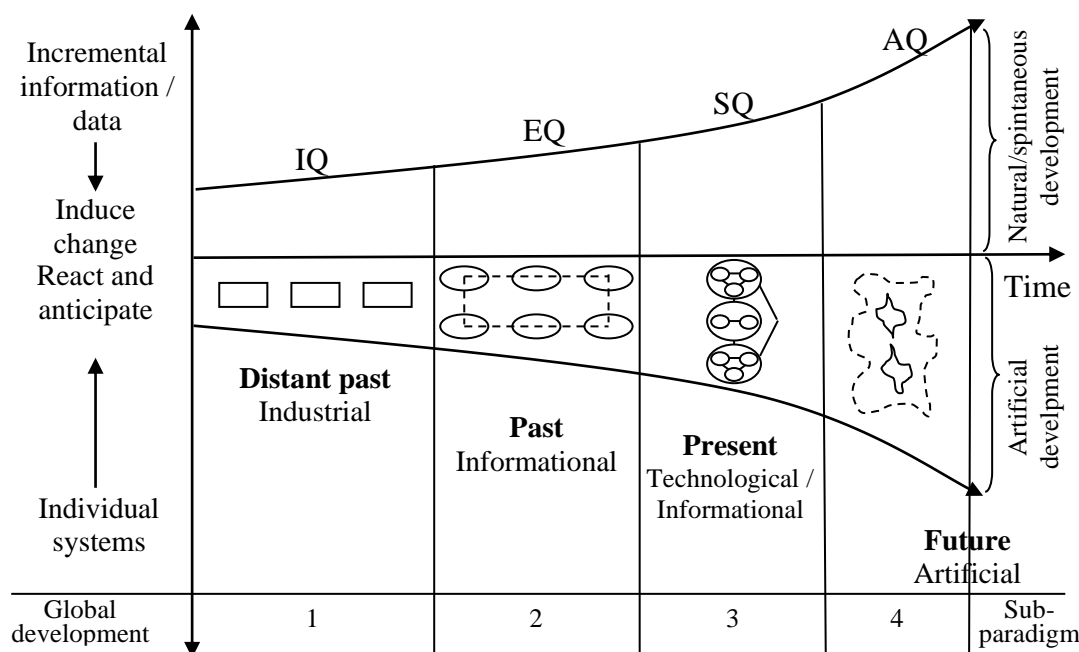 Incremental
information /
data
Induce
change
React and
anticipate
Individual
systems
IQ
EQ
SQ
AQ
Natural/spintaneous
development
Time
Artificial
develpment
Distant past
Industrial
Past
Informational
Present
Technological /
Informational
Future
Artificial
Global
development
1
2
3
4
Sub-
paradigm